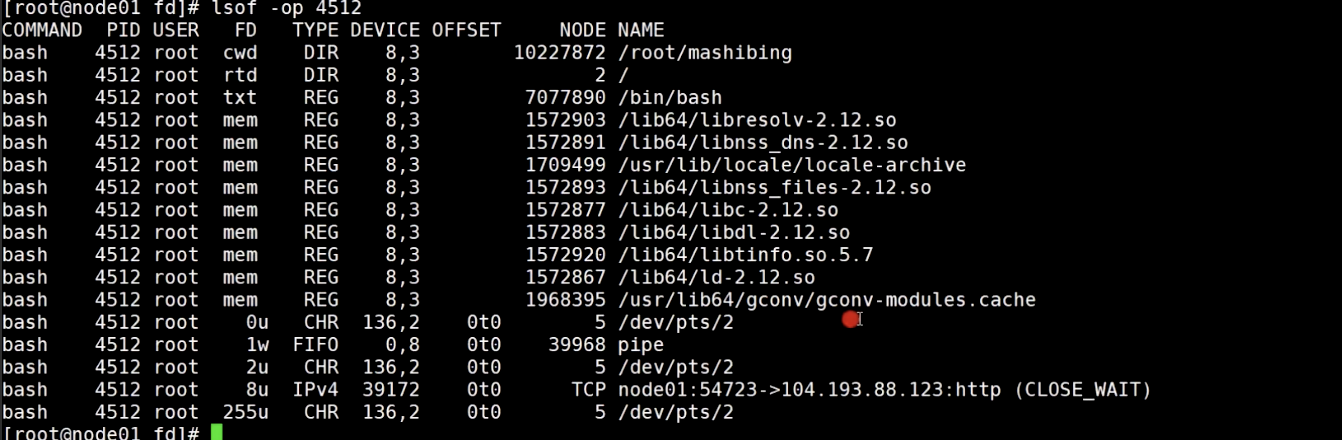 [root@node01 fd]# lsof -op 4512
COMMAND  PID USER   FD   TYPE DEVICE OFFSET     NODE NAME
bash    4512 root  cwd    DIR    8,3        10227872 /root/mashibing
bash    4512 root  rtd    DIR    8,3               2 /
bash    4512 root  txt    REG    8,3         7077890 /bin/bash
bash    4512 root  mem    REG    8,3         1572903 /lib64/libresolv-2.12.so
bash    4512 root  mem    REG    8,3         1572891 /lib64/libnss_dns-2.12.so
bash    4512 root  mem    REG    8,3         1709499 /usr/lib/locale/locale-archive
bash    4512 root  mem    REG    8,3         1572893 /lib64/libnss_files-2.12.so
bash    4512 root  mem    REG    8,3         1572877 /lib64/libc-2.12.so
bash    4512 root  mem    REG    8,3         1572883 /lib64/libdl-2.12.so
bash    4512 root  mem    REG    8,3         1572920 /lib64/libtinfo.so.5.7
bash    4512 root  mem    REG    8,3         1572867 /lib64/ld-2.12.so
bash    4512 root  mem    REG    8,3         1968395 /usr/lib64/gconv/gconv-modules.cache
bash    4512 root    0u   CHR  136,2    0t0        5 /dev/pts/2
bash    4512 root    1w  FIFO    0,8    0t0    39968 pipe
bash    4512 root    2u   CHR  136,2    0t0        5 /dev/pts/2
bash    4512 root    8u  IPv4  39172    0t0      TCP node01:54723->104.193.88.123:http (CLOSE_WAIT)
bash    4512 root  255u   CHR  136,2    0t0        5 /dev/pts/2
[root@node01 fd]#